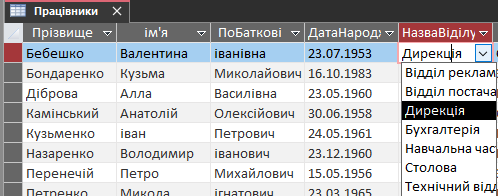 Працівники
Прізвище ім'я ПоБаткові ДатаНарод НазваВіділу
Бебешко Валентина іванівна 23.07.1953 Дирекція
Бондаренко Кузьма Миколайович 16.10.1983 Відділ реклам
Діброва Алла Василівна 23.05.1960 Відділ постача
Камінський Анатолій Олексійович 30.06.1958 Дирекція
Кузьменко іван Петрович 24.05.1961 Бухгалтерія
Назаренко Володимир іванович 23.12.1960 Навчальна час
Перенечій Петро Михайлович 15.05.1956 Столова
Петренко Микола ігнатович 23.03.1965 Технічний відд